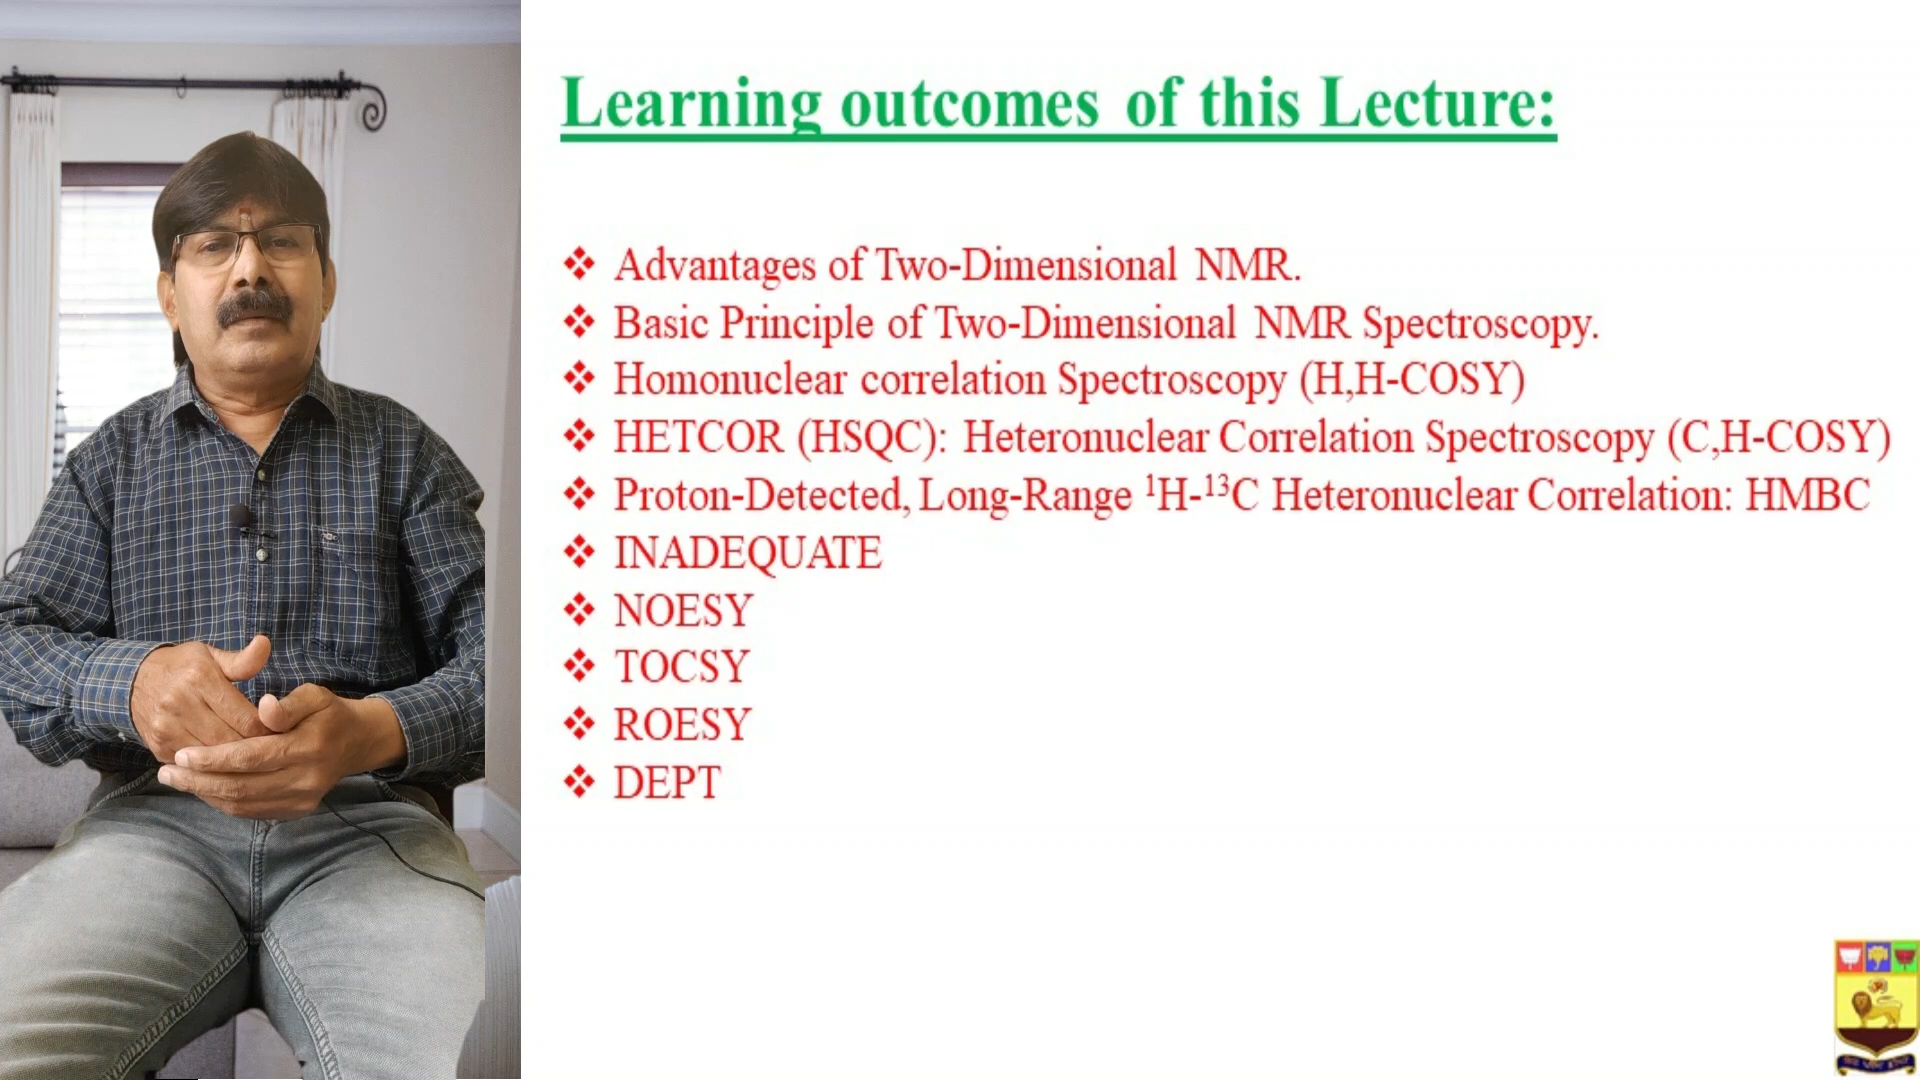 Learning outcomes of this Lecture:
❖ Advantages of Two-Dimensional NMR.
❖ Basic Principle of Two-Dimensional NMR Spectroscopy.
❖ Homonuclear correlation Spectroscopy (H,H-COSY)
❖ HETCOR (HSQC): Heteronuclear Correlation Spectroscopy (C,H-COSY)
❖ Proton-Detected, Long-Range ¹H-¹³C Heteronuclear Correlation: HMBC
❖ INADEQUATE
❖ NOESY
❖ TOCSY
❖ ROESY
❖ DEPT